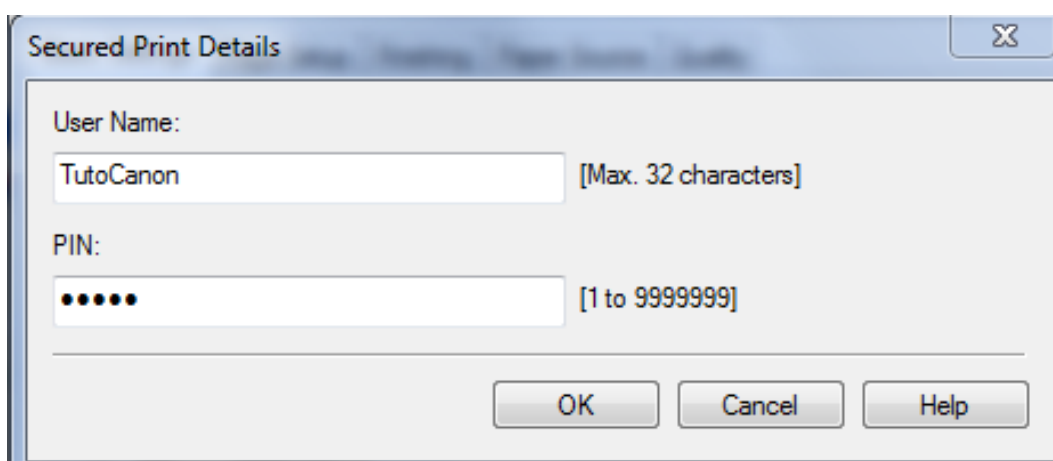 Secured Print Details
User Name:
TutoCanon [Max. 32 characters]
PIN:
••••• [1 to 9999999]
OK Cancel Help